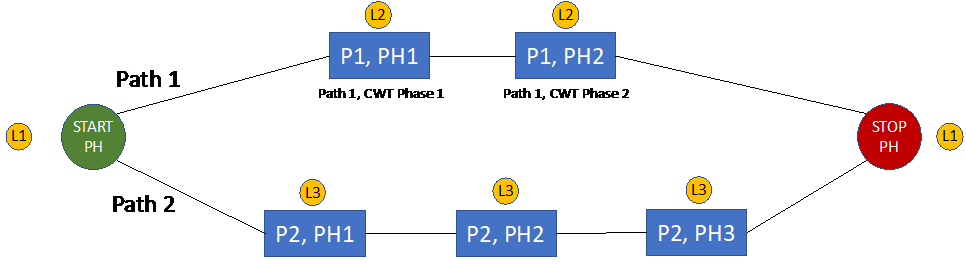 L2
L2
P1, PH1
P1, PH2
Path 1
Path 1, CWT Phase 1
Path 1, CWT Phase 2
L1
START
PH
STOP
PH
L1
Path 2
L3
L3
L3
P2, PH1
P2, PH2
P2, PH3